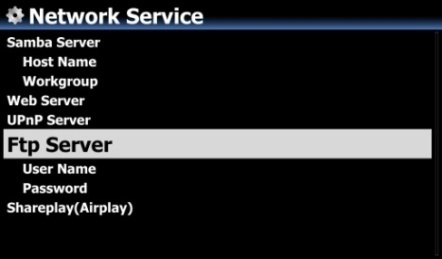 Network Service
Samba Server
Host Name
Workgroup
Web Server
UPnP Server
Ftp Server
User Name
Password
Shareplay(Airplay)